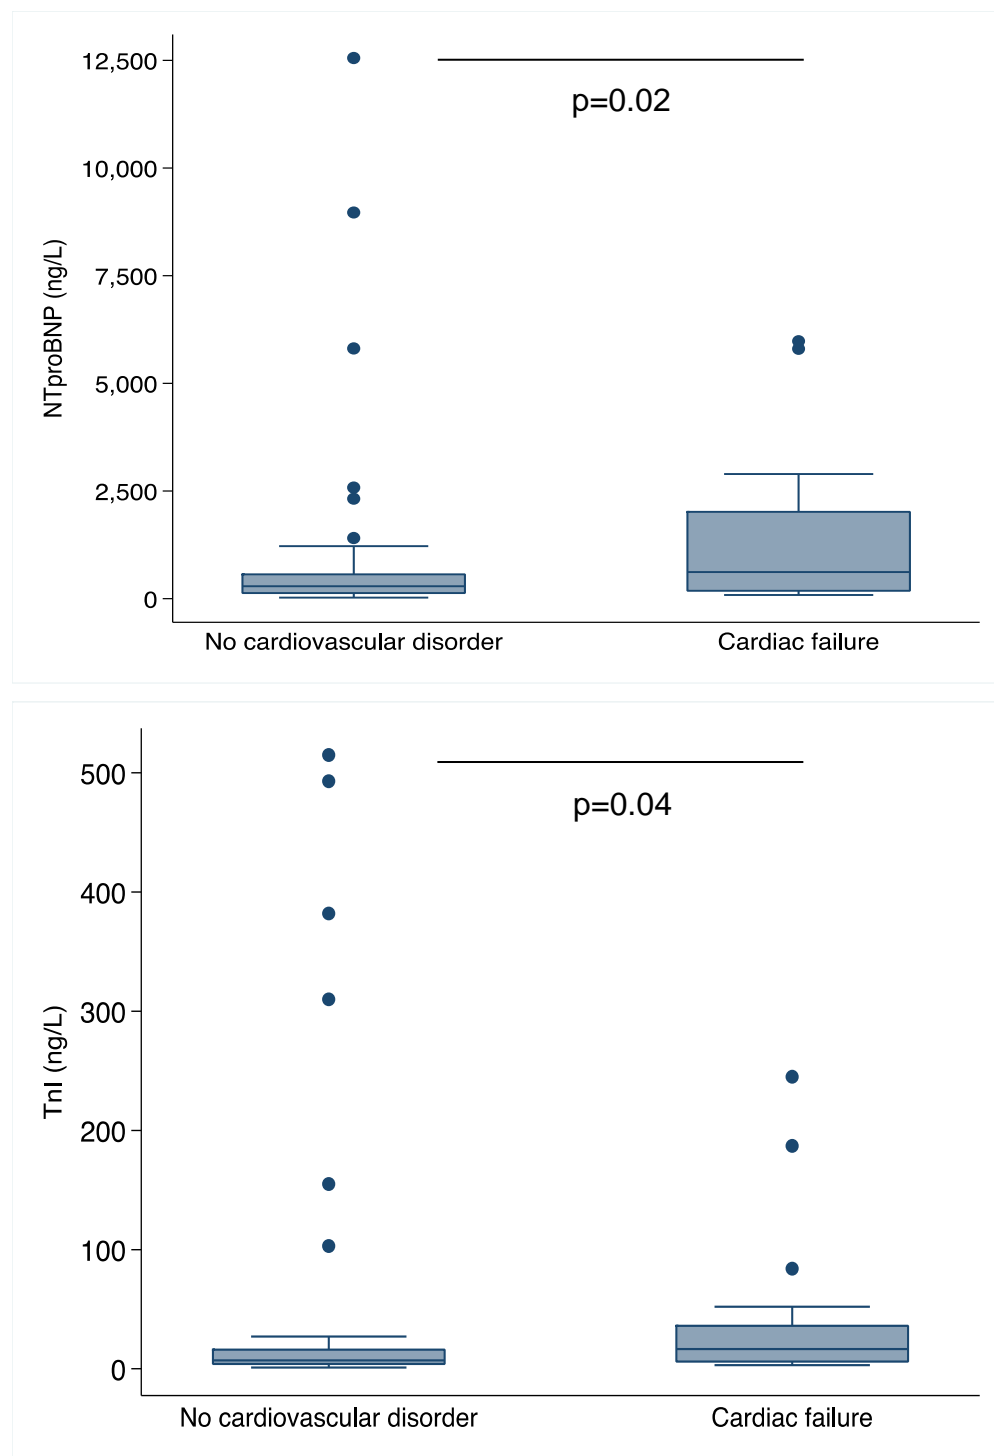 12,500
p=0.02
10,000
7,500
NTproBNP (ng/L)
5,000
2,500
0
No cardiovascular disorder
Cardiac failure
500
p=0.04
400
300
TnI (ng/L)
200
100
0
No cardiovascular disorder
Cardiac failure